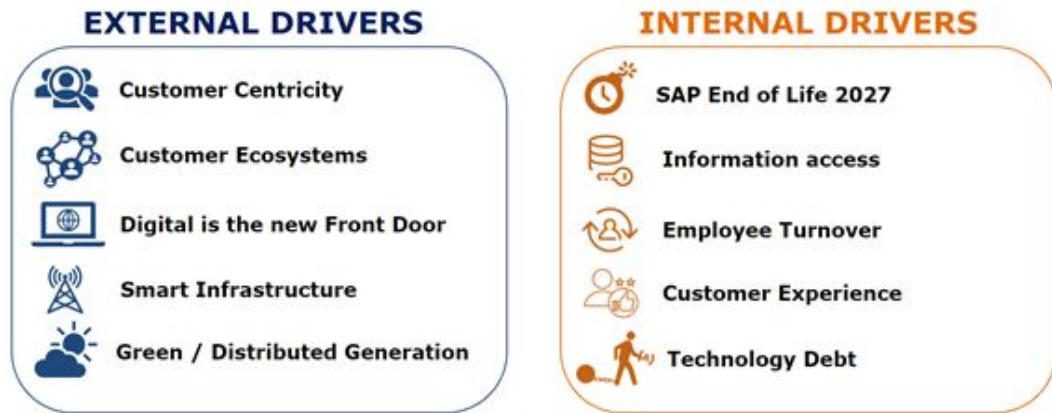 EXTERNAL DRIVERS
Customer Centricity
Customer Ecosystems
Digital is the new Front Door
Smart Infrastructure
Green / Distributed Generation
INTERNAL DRIVERS
SAP End of Life 2027
Information access
Employee Turnover
Customer Experience
Technology Debt